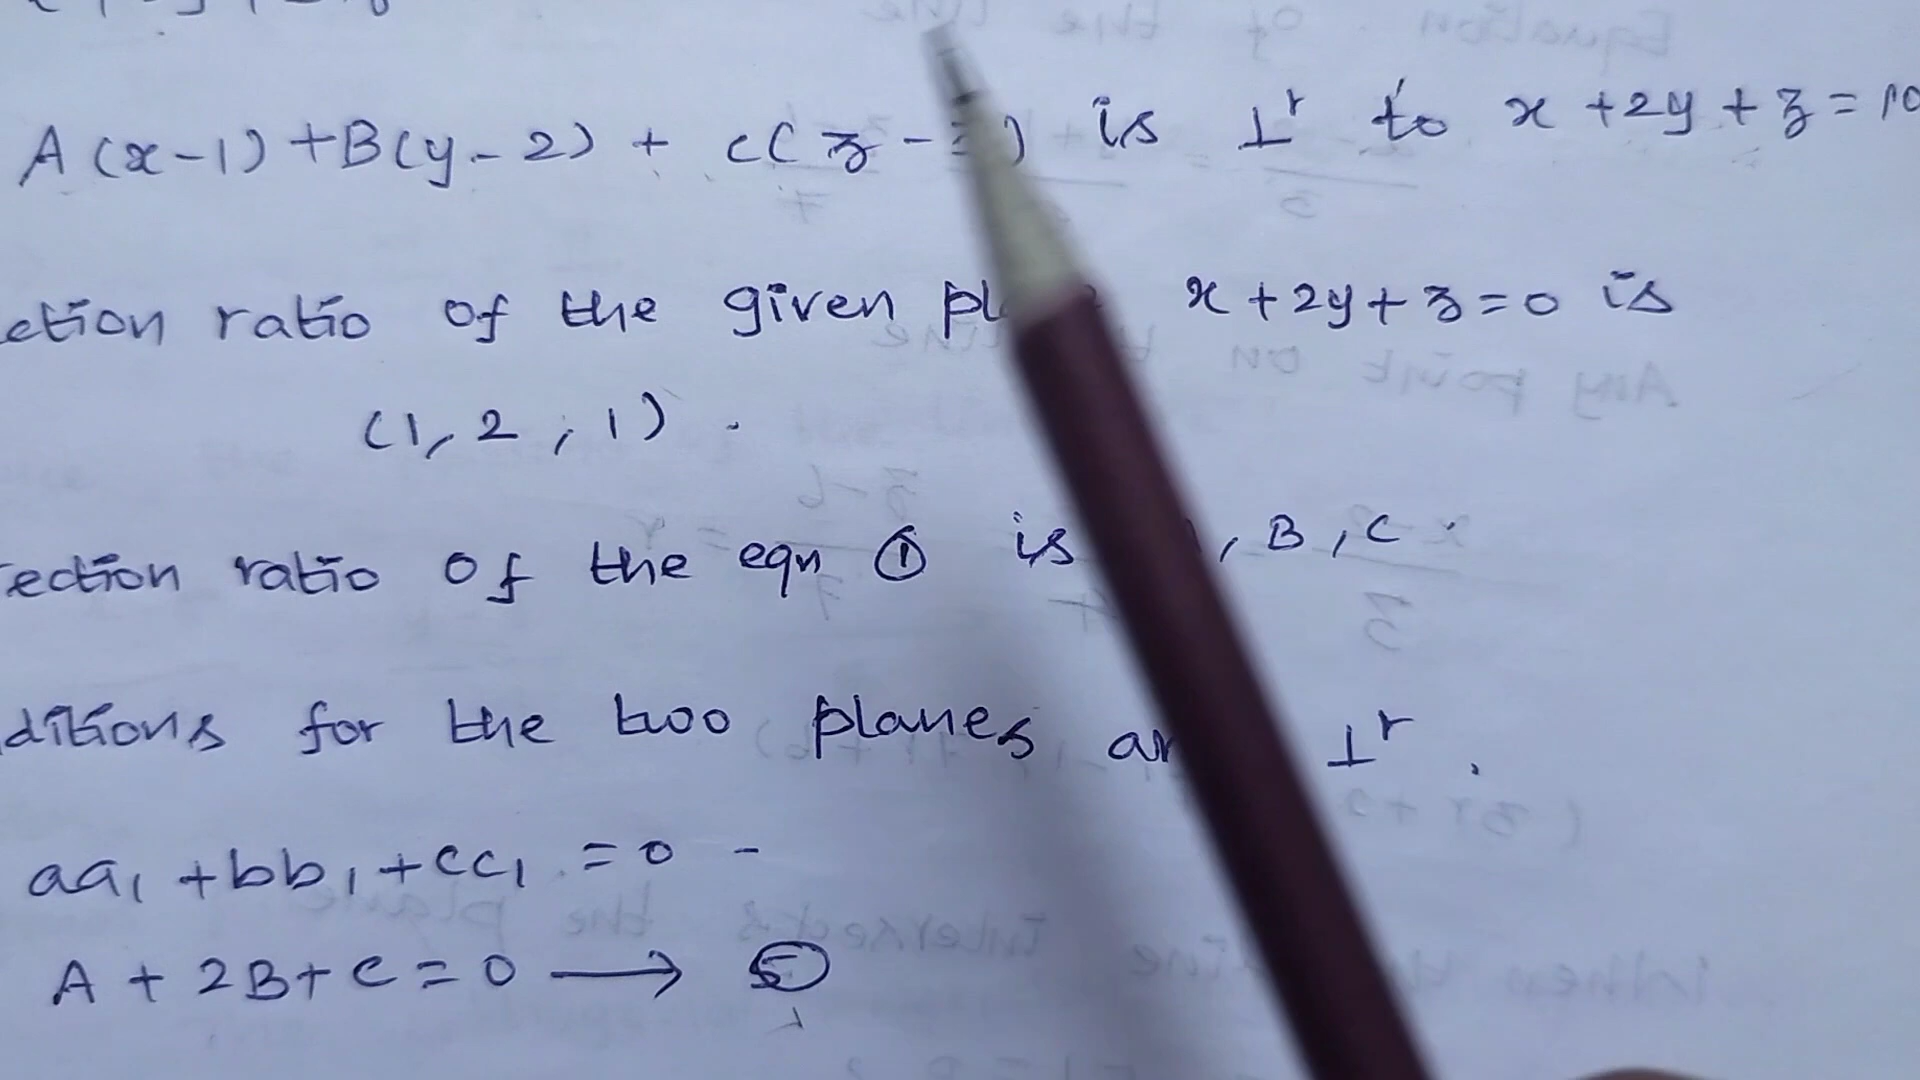 A(x-1)+B(y-2) + c(z - ) is ⊥r to x +2y + z = 10
ection ratio of the given pl x+2y+z=0 is
(1, 2, 1).
rection ratio of the eqn ① is , B, C.
ditions for the two planes ar ⊥r.
aa₁ +bb₁+cc₁ =0 -
A + 2B+C=0 → ⑤